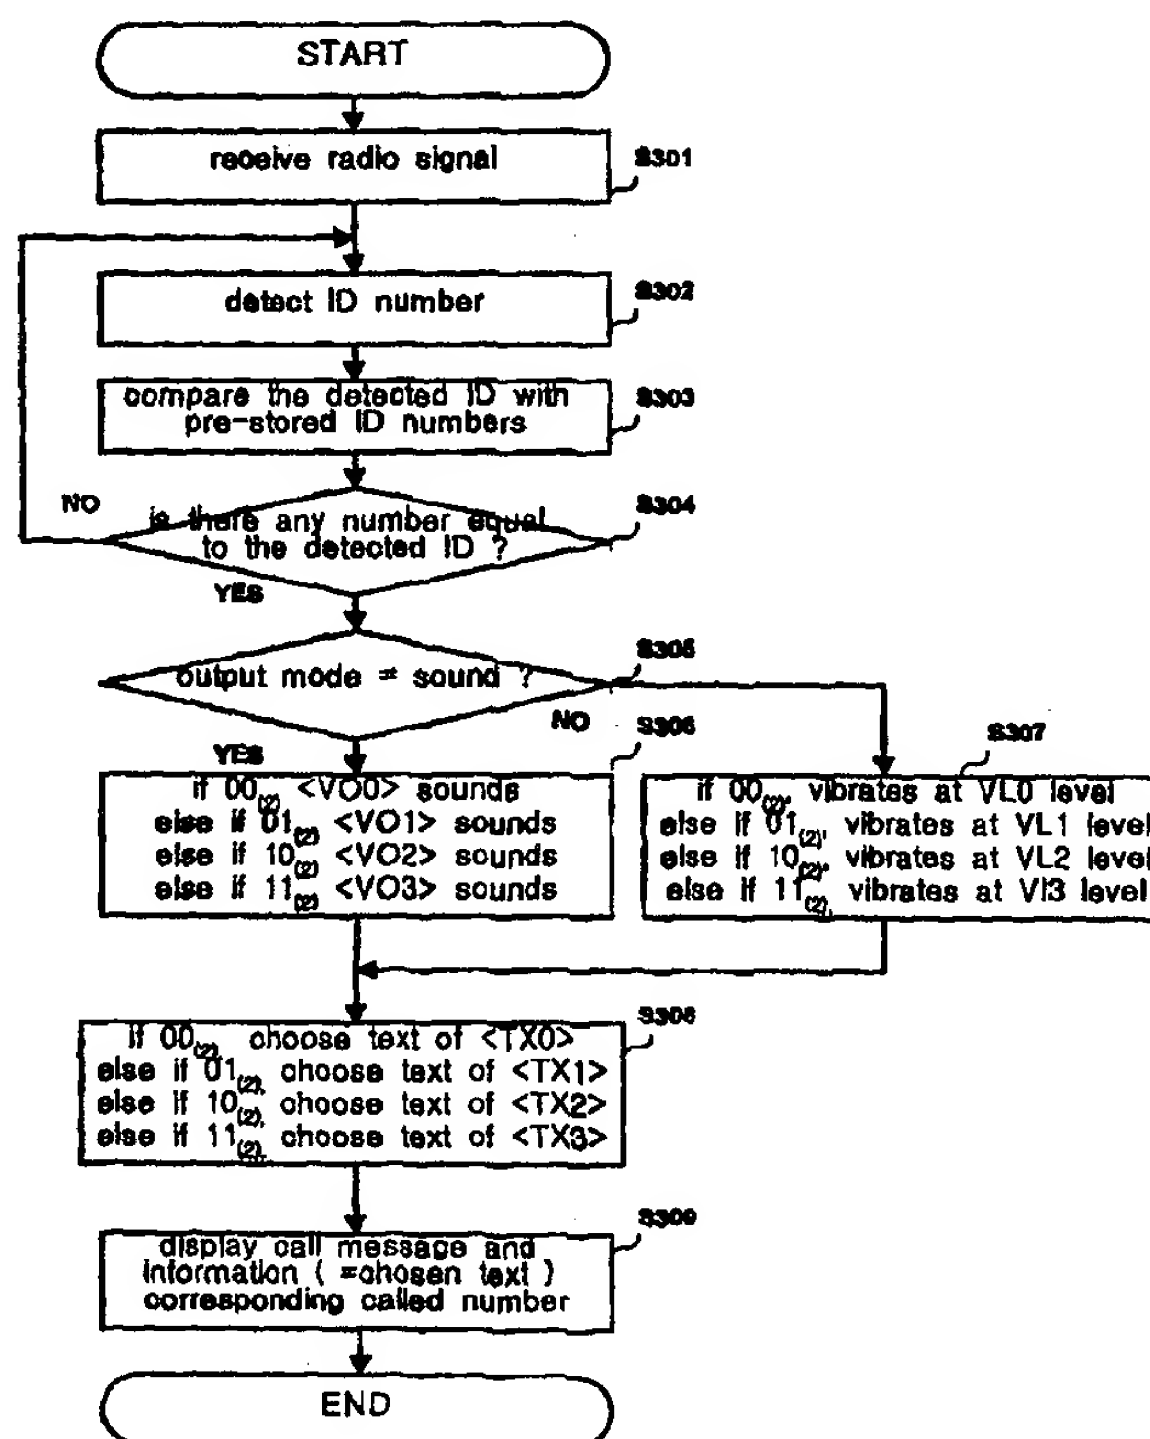 START
receive radio signal
S301
detect ID number
S302
compare the detected ID with
pre-stored ID numbers
S303
NO
is there any number equal
to the detected ID ?
S304
YES
output mode = sound ?
S305
NO
YES
S306
if 00(2) <VO0> sounds
else if 01(2) <VO1> sounds
else if 10(2) <VO2> sounds
else if 11(2) <VO3> sounds
S307
if 00(2), vibrates at VL0 level
else if 01(2), vibrates at VL1 level
else if 10(2), vibrates at VL2 level
else if 11(2), vibrates at Vl3 level
S308
if 00(2), choose text of <TX0>
else if 01(2), choose text of <TX1>
else if 10(2), choose text of <TX2>
else if 11(2), choose text of <TX3>
S309
display call message and
information ( =chosen text )
corresponding called number
END